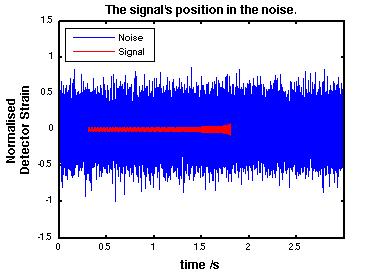 The signal's position in the noise.
Noise
Signal
Normalised
Detector Strain
1.5
1
0.5
0
-0.5
-1
-1.5
0
0.5
1
1.5
2
2.5
time /s